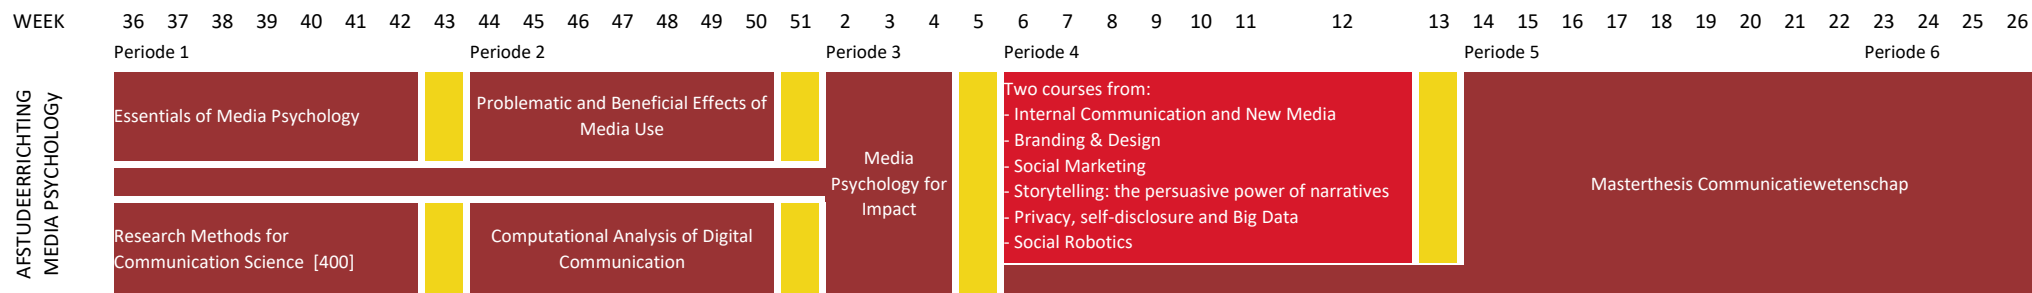 WEEK 36 37 38 39 40 41 42 43 44 45 46 47 48 49 50 51 2 3 4 5 6 7 8 9 10 11 12 13 14 15 16 17 18 19 20 21 22 23 24 25 26
Periode 1 Periode 2 Periode 3 Periode 4 Periode 5 Periode 6
AFSTUDEERRICHTING
MEDIA PSYCHOLOGy
Essentials of Media Psychology
Problematic and Beneficial Effects of
Media Use
Research Methods for
Communication Science [400]
Computational Analysis of Digital
Communication
Media
Psychology for
Impact
Two courses from:
- Internal Communication and New Media
- Branding & Design
- Social Marketing
- Storytelling: the persuasive power of narratives
- Privacy, self-disclosure and Big Data
- Social Robotics
Masterthesis Communicatiewetenschap